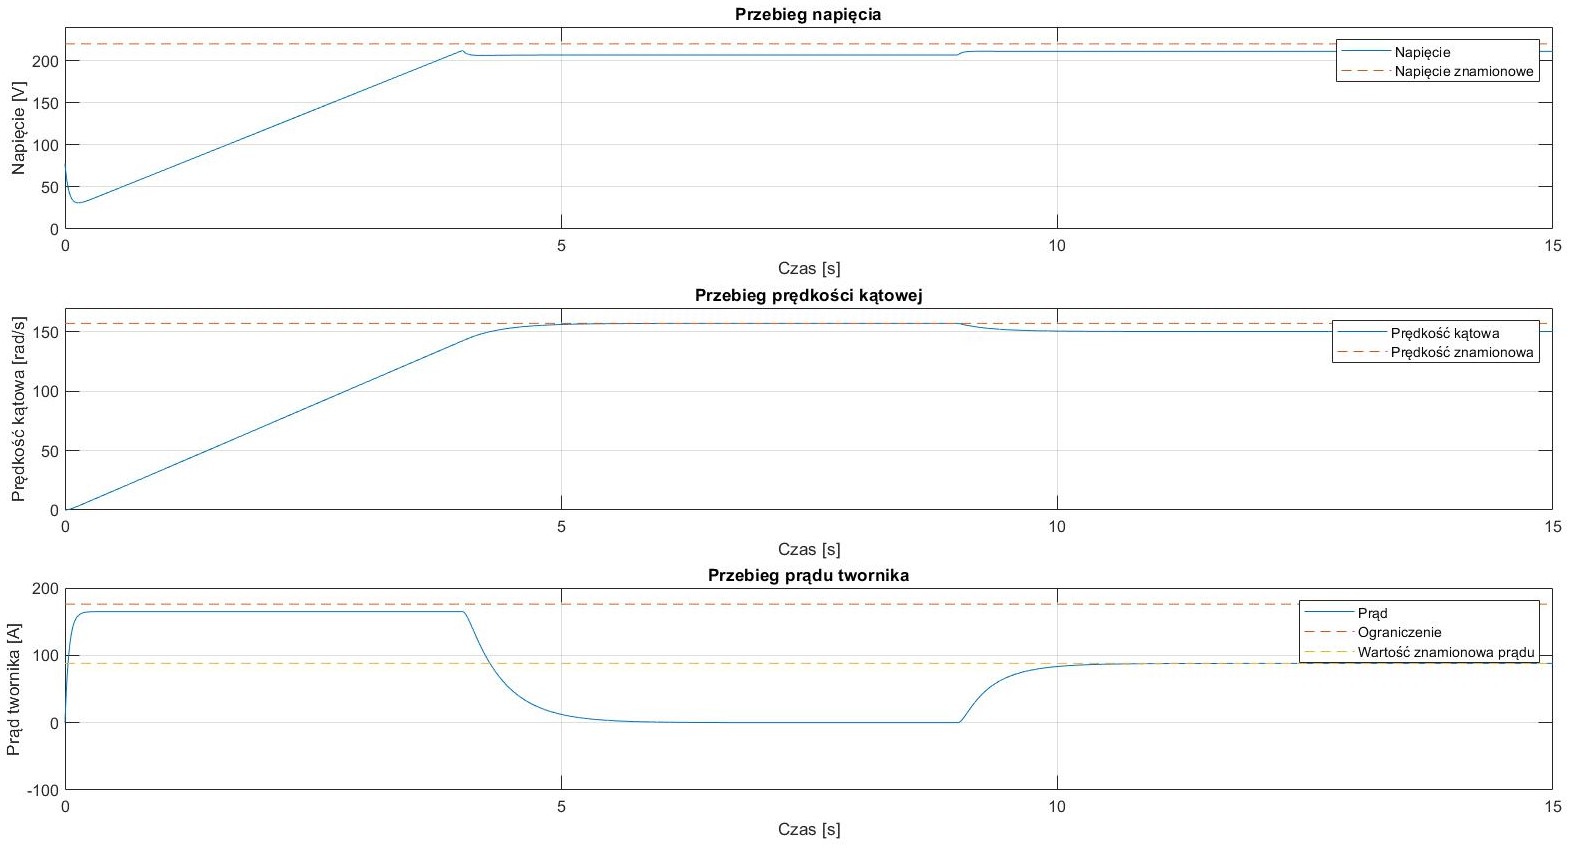 Przebieg napięcia
Napięcie [V]
200
150
100
50
0
Napięcie
Napięcie znamionowe
0 5 10 15
Czas [s]
Przebieg prędkości kątowej
Prędkość kątowa [rad/s]
150
100
50
0
Prędkość kątowa
Prędkość znamionowa
0 5 10 15
Czas [s]
Przebieg prądu twornika
Prąd twornika [A]
200
100
0
-100
Prąd
Ograniczenie
Wartość znamionowa prądu
0 5 10 15
Czas [s]